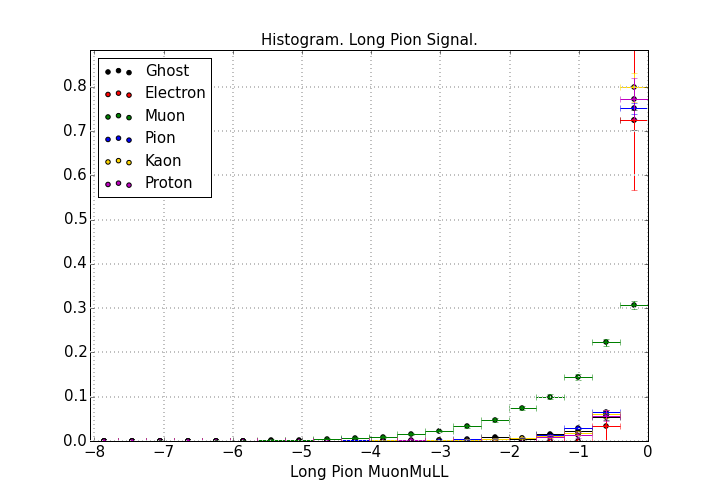 Histogram. Long Pion Signal.
Ghost
Electron
Muon
Pion
Kaon
Proton
0.8
0.7
0.6
0.5
0.4
0.3
0.2
0.1
0.0
−8 −7 −6 −5 −4 −3 −2 −1 0
Long Pion MuonMuLL